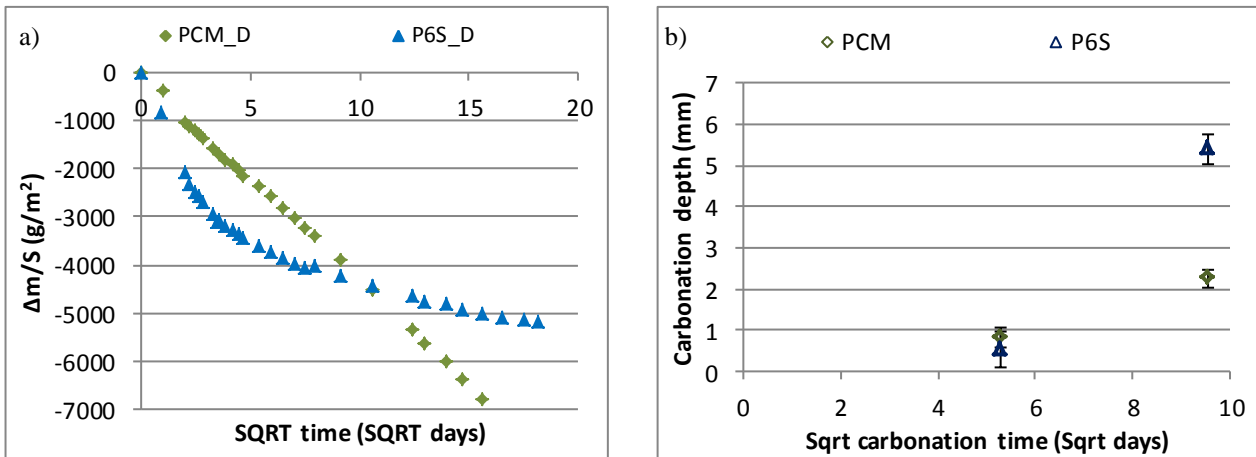 a)
PCM_D
P6S_D
0
-1000
-2000
-3000
-4000
-5000
-6000
-7000
0
5
10
15
20
Δm/S (g/m²)
SQRT time (SQRT days)
b)
PCM
P6S
7
6
5
4
3
2
1
0
0
2
4
6
8
10
Carbonation depth (mm)
Sqrt carbonation time (Sqrt days)